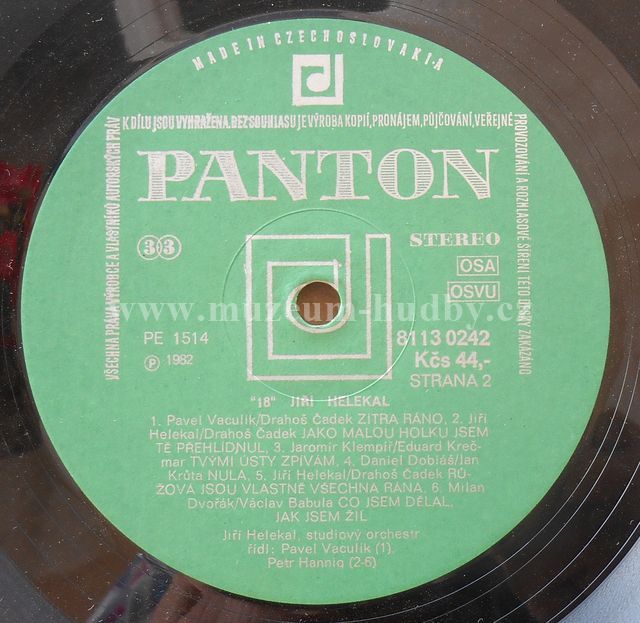 MADE IN CZECHOSLOVAKIA
VŠECHNA PRÁVA VÝROBCE A VLASTNÍKŮ AUTORSKÝCH PRÁV
K DÍLU JSOU VYHRAŽENA. BEZ SOUHLASU JE VÝROBA KOPIÍ, PRONÁJEM, PŮJČOVÁNÍ, VEŘEJNÉ
PROVOZOVÁNÍ A ROZHLASOVÉ ŠÍŘENÍ TÉTO DESKY ZAKÁZÁNO
PANTON
33
STEREO
OSA
OSVU
www.muzeum-hudby.cz
PE 1514
℗ 1982
8113 0242
Kčs 44,-
STRANA 2
"18" JIŘÍ HELEKAL
1. Pavel Vaculík/Drahoš Čadek ZÍTRA RÁNO, 2. Jiří
Helekal/Drahoš Čadek JAKO MALOU HOLKU JSEM
TĚ PŘEHLÍDNUL, 3. Jaromír Klempíř/Eduard Kreč-
mar TVÝMI ÚSTY ZPÍVÁM, 4. Daniel Dobiáš/Jan
Krůta NULA, 5. Jiří Helekal/Drahoš Čadek RŮ-
ŽOVÁ JSOU VLASTNĚ VŠECHNA RÁNA, 6. Milan
Dvořák/Václav Babula CO JSEM DĚLAL,
JAK JSEM ŽIL
Jiří Helekal, studiový orchestr
řídí: Pavel Vaculík (1),
Petr Hannig (2-6)